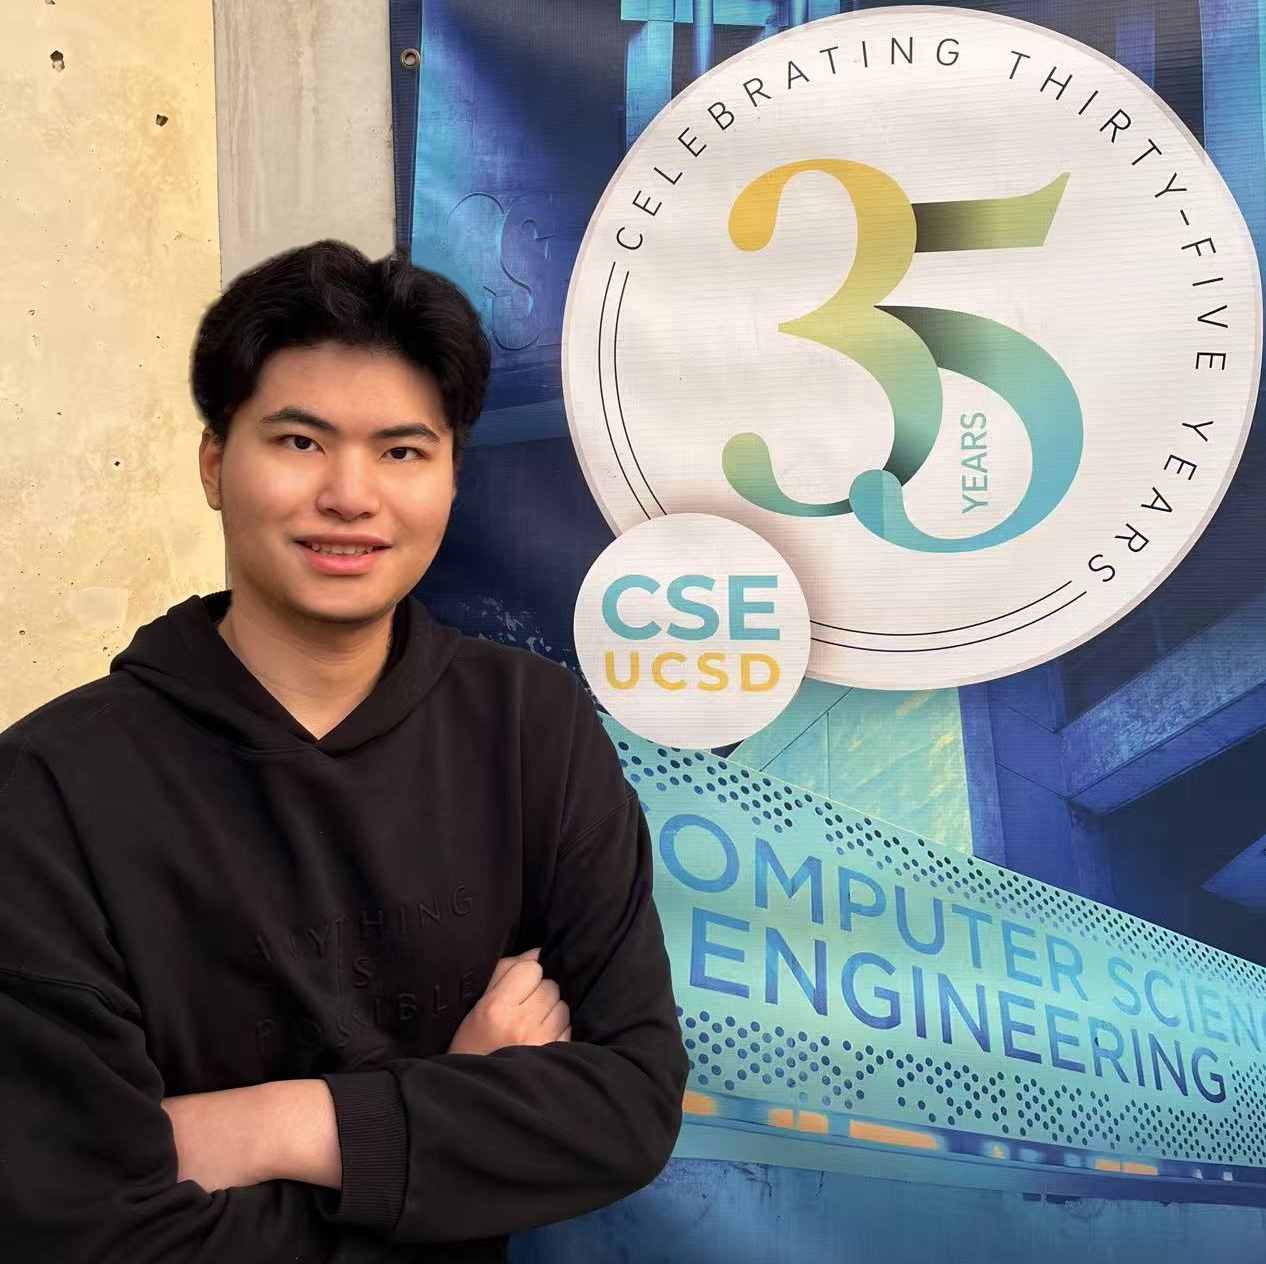 CELEBRATING THIRTY-FIVE YEARS
35
YEARS
CSE
UCSD
COMPUTER SCIENC
ENGINEERING
ANYTHING
IS
POSSIBLE